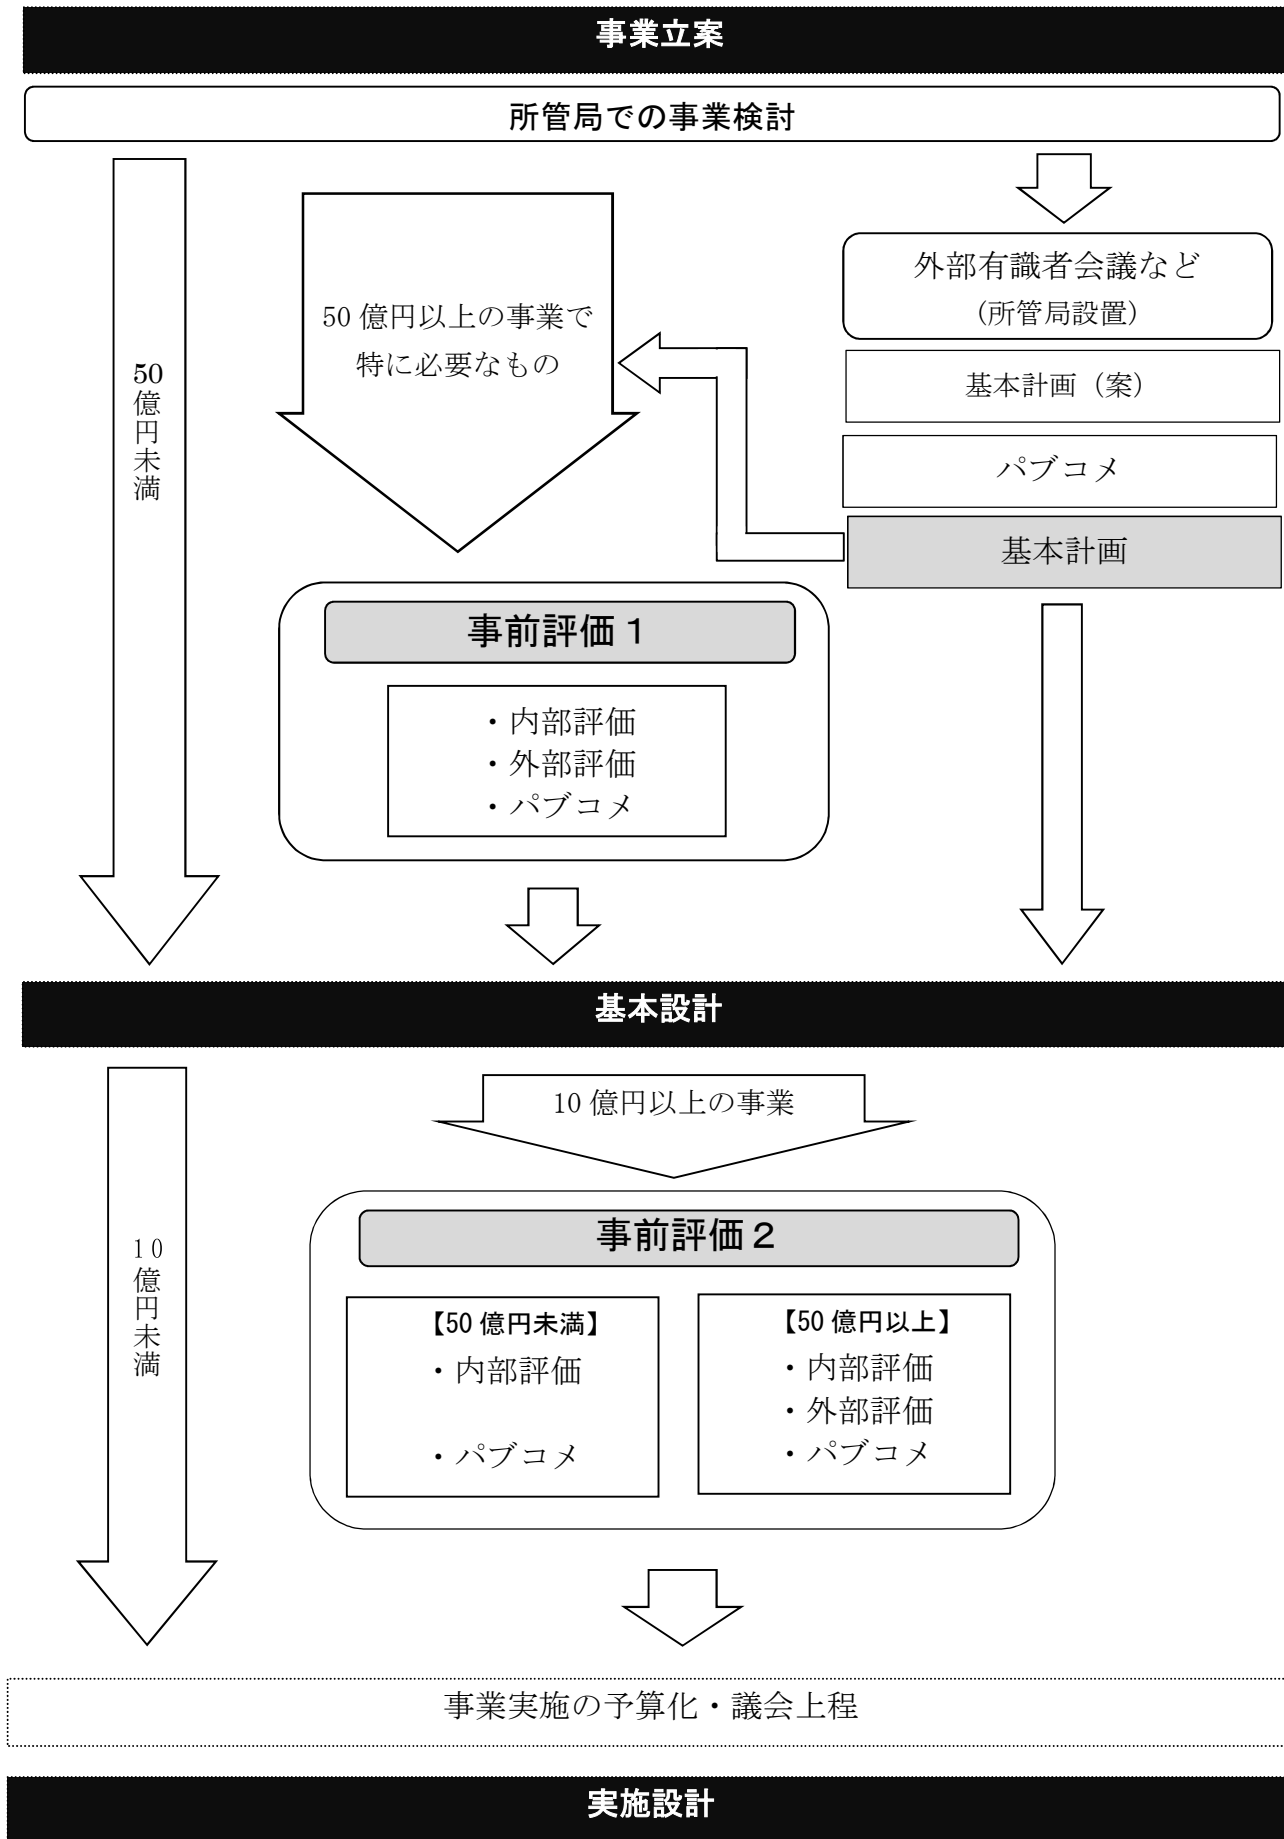 事業立案
所管局での事業検討
50億円未満
50 億円以上の事業で
特に必要なもの
外部有識者会議など
（所管局設置）
基本計画（案）
パブコメ
基本計画
事前評価１
・内部評価
・外部評価
・パブコメ
基本設計
10億円未満
10 億円以上の事業
事前評価２
【50 億円未満】
・内部評価
・パブコメ
【50 億円以上】
・内部評価
・外部評価
・パブコメ
事業実施の予算化・議会上程
実施設計